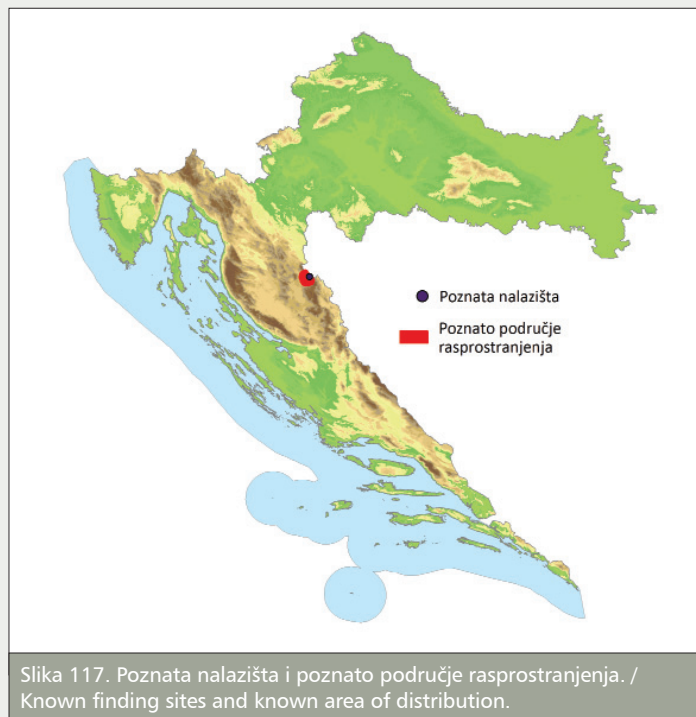 Poznata nalazišta
Poznato područje
rasprostranjenja
Slika 117. Poznata nalazišta i poznato područje rasprostranjenja. /
Known finding sites and known area of distribution.